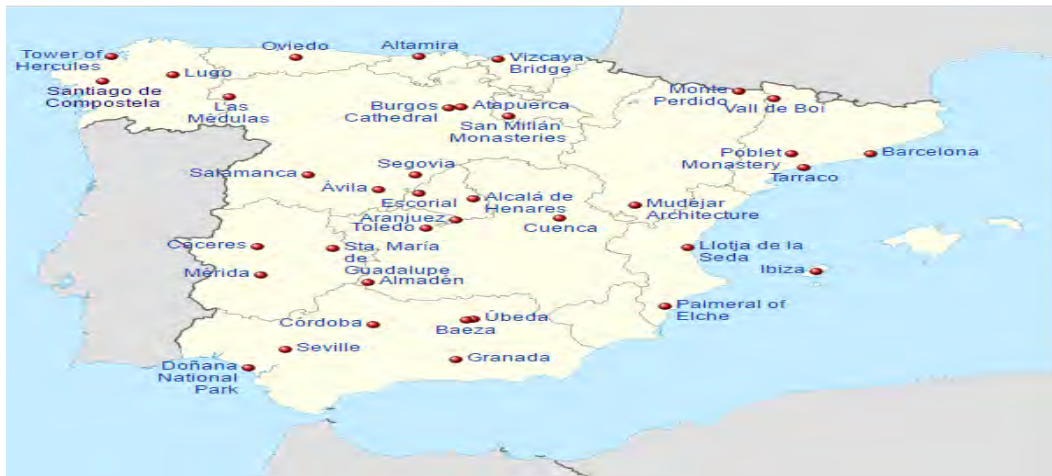 Tower of
Hercules
Oviedo
Altamira
Vizcaya
Bridge
Lugo
Santiago de
Compostela
Las
Médulas
Burgos
Cathedral
Atapuerca
San Millán
Monasteries
Monte
Perdido
Vall de Boí
Poblet
Monastery
Barcelona
Tarraco
Salamanca
Segovia
Ávila
Escorial
Alcalá de
Henares
Aranjuez
Toledo
Cuenca
Mudéjar
Architecture
Cáceres
Sta. María
de
Guadalupe
Llotja de la
Seda
Ibiza
Mérida
Almadén
Palmeral of
Elche
Córdoba
Úbeda
Baeza
Seville
Granada
Doñana
National
Park